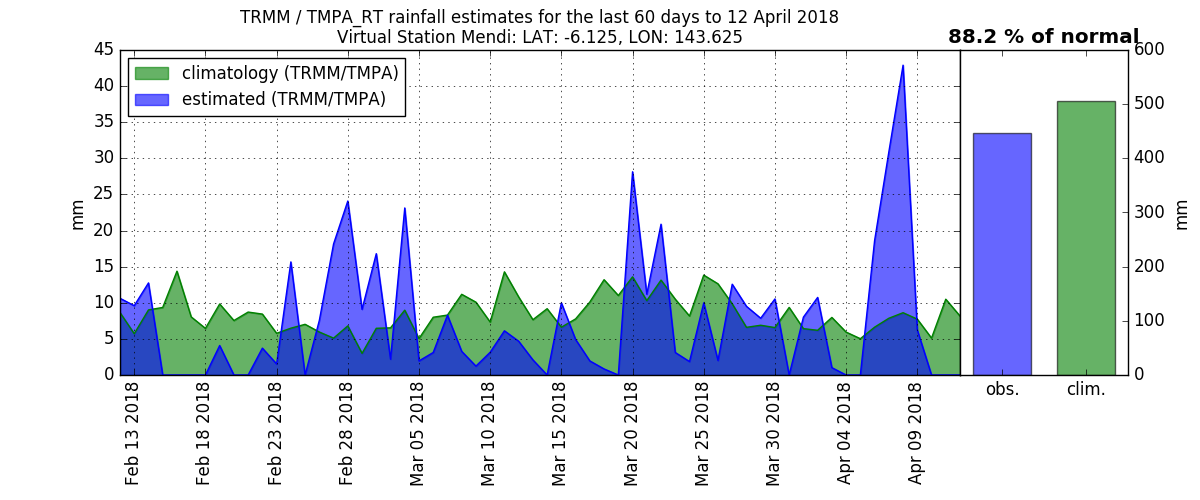 TRMM / TMPA_RT rainfall estimates for the last 60 days to 12 April 2018
Virtual Station Mendi: LAT: -6.125, LON: 143.625
88.2 % of normal
climatology (TRMM/TMPA)
estimated (TRMM/TMPA)
mm
45
40
35
30
25
20
15
10
5
0
Feb 13 2018
Feb 18 2018
Feb 23 2018
Feb 28 2018
Mar 05 2018
Mar 10 2018
Mar 15 2018
Mar 20 2018
Mar 25 2018
Mar 30 2018
Apr 04 2018
Apr 09 2018
600
500
400
300
200
100
0
mm
obs.
clim.